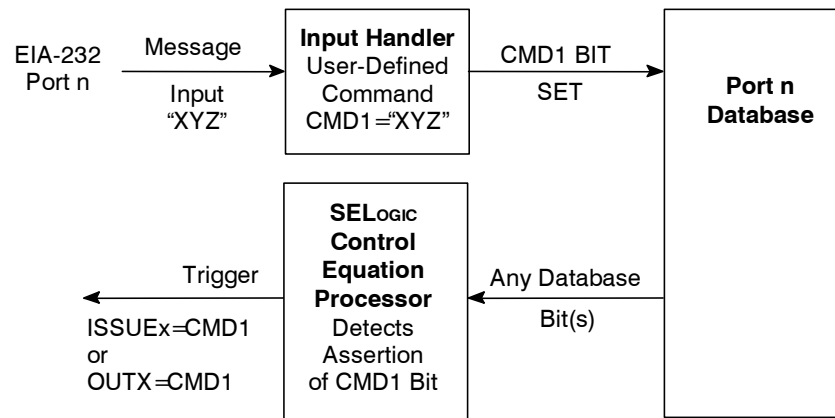 EIA-232
Port n
Message
Input
“XYZ”
Input Handler
User-Defined
Command
CMD1=“XYZ”
CMD1 BIT
SET
Port n
Database
SELOGIC
Control
Equation
Processor
Detects
Assertion
of CMD1 Bit
Any Database
Bit(s)
Trigger
ISSUEx=CMD1
or
OUTX=CMD1